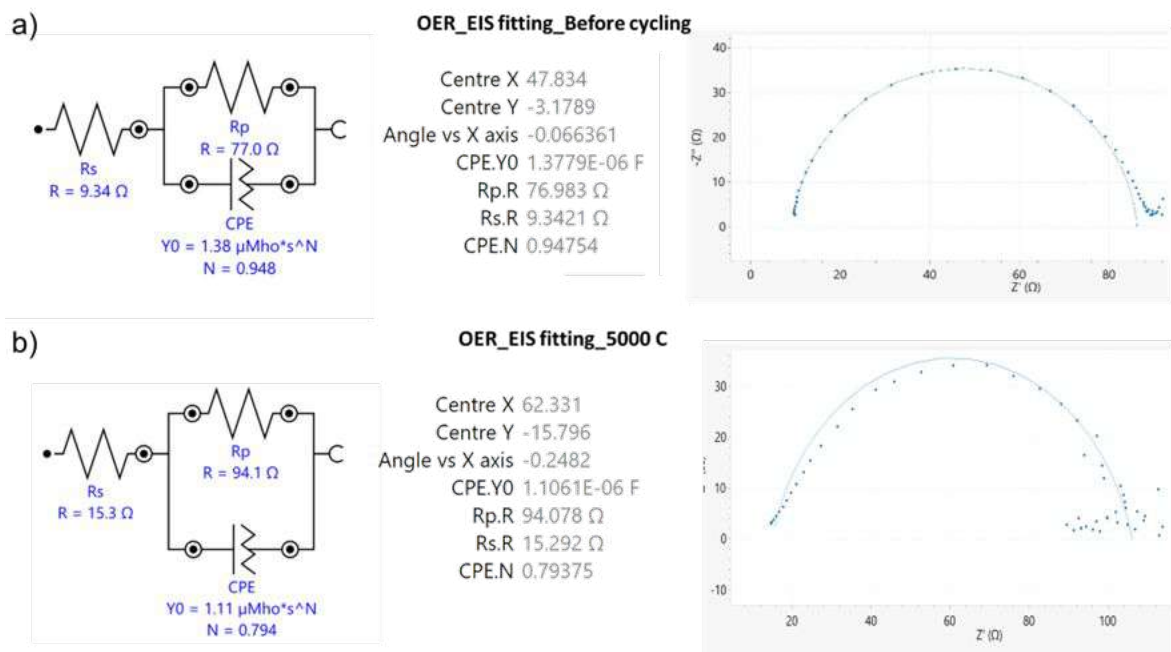 a)
OER_EIS fitting_Before cycling
Rs
R = 9.34 Ω
Rp
R = 77.0 Ω
CPE
Y0 = 1.38 µMho*s^N
N = 0.948
Centre X 47.834
Centre Y -3.1789
Angle vs X axis -0.066361
CPE.Y0 1.3779E-06 F
Rp.R 76.983 Ω
Rs.R 9.3421 Ω
CPE.N 0.94754
-Z'' (Ω)
40
30
20
10
0
0 20 40 60 80
Z' (Ω)
b)
OER_EIS fitting_5000 C
Rs
R = 15.3 Ω
Rp
R = 94.1 Ω
CPE
Y0 = 1.11 µMho*s^N
N = 0.794
Centre X 62.331
Centre Y -15.796
Angle vs X axis -0.2482
CPE.Y0 1.1061E-06 F
Rp.R 94.078 Ω
Rs.R 15.292 Ω
CPE.N 0.79375
30
20
10
0
-10
20 40 60 80 100
Z' (Ω)